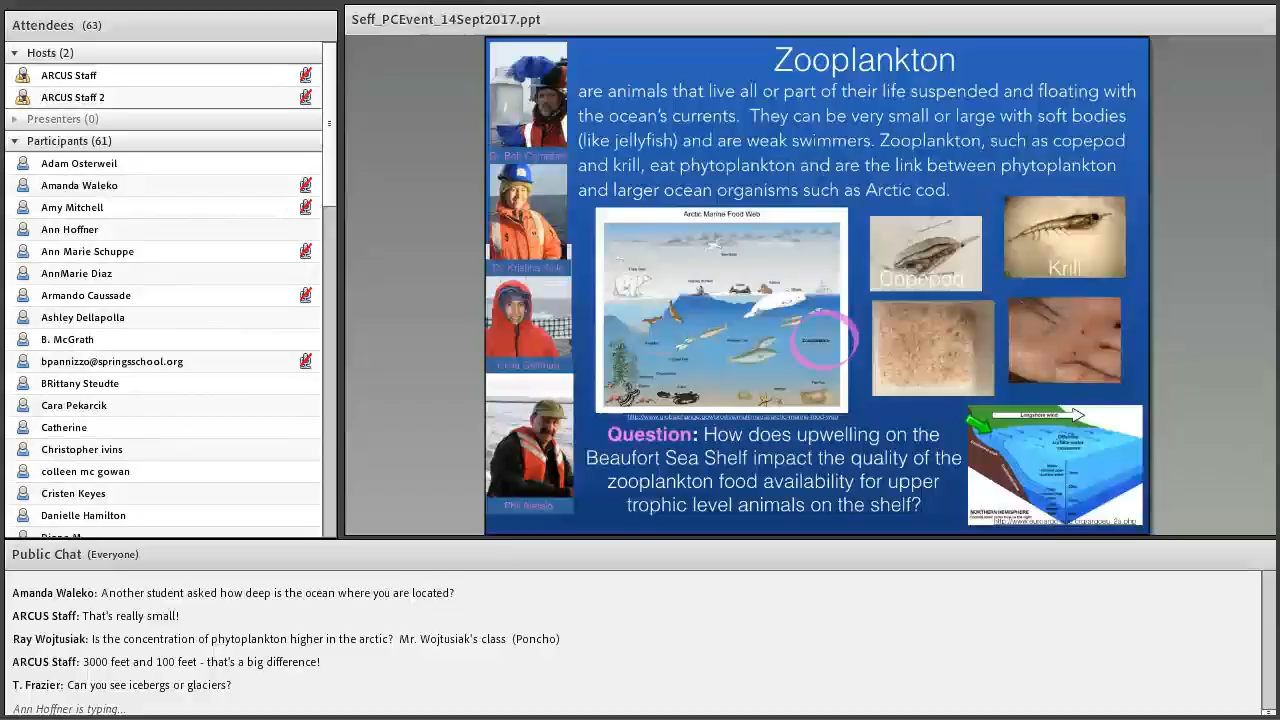 Attendees (63)
Hosts (2)
ARCUS Staff
ARCUS Staff 2
Presenters (0)
Participants (61)
Adam Osterweil
Amanda Waleko
Amy Mitchell
Ann Hoffner
Ann Marie Schuppe
AnnMarie Diaz
Armando Caussade
Ashley Dellapolla
B. McGrath
bpannizzo@springsschool.org
BRittany Steudte
Cara Pekarcik
Catherine
Christopher ivins
colleen mc gowan
Cristen Keyes
Danielle Hamilton
Seff_PCEvent_14Sept2017.ppt
Zooplankton
are animals that live all or part of their life suspended and floating with
the ocean's currents. They can be very small or large with soft bodies
(like jellyfish) and are weak swimmers. Zooplankton, such as copepod
and krill, eat phytoplankton and are the link between phytoplankton
and larger ocean organisms such as Arctic cod.
Arctic Marine Food Web
Copepod
Krill
Question: How does upwelling on the
Beaufort Sea Shelf impact the quality of the
zooplankton food availability for upper
trophic level animals on the shelf?
Longshore wind
NORTHERN HEMISPHERE
Public Chat (Everyone)
Amanda Waleko: Another student asked how deep is the ocean where you are located?
ARCUS Staff: That's really small!
Ray Wojtusiak: Is the concentration of phytoplankton higher in the arctic? Mr. Wojtusiak's class (Poncho)
ARCUS Staff: 3000 feet and 100 feet - that's a big difference!
T. Frazier: Can you see icebergs or glaciers?
Ann Hoffner is typing...